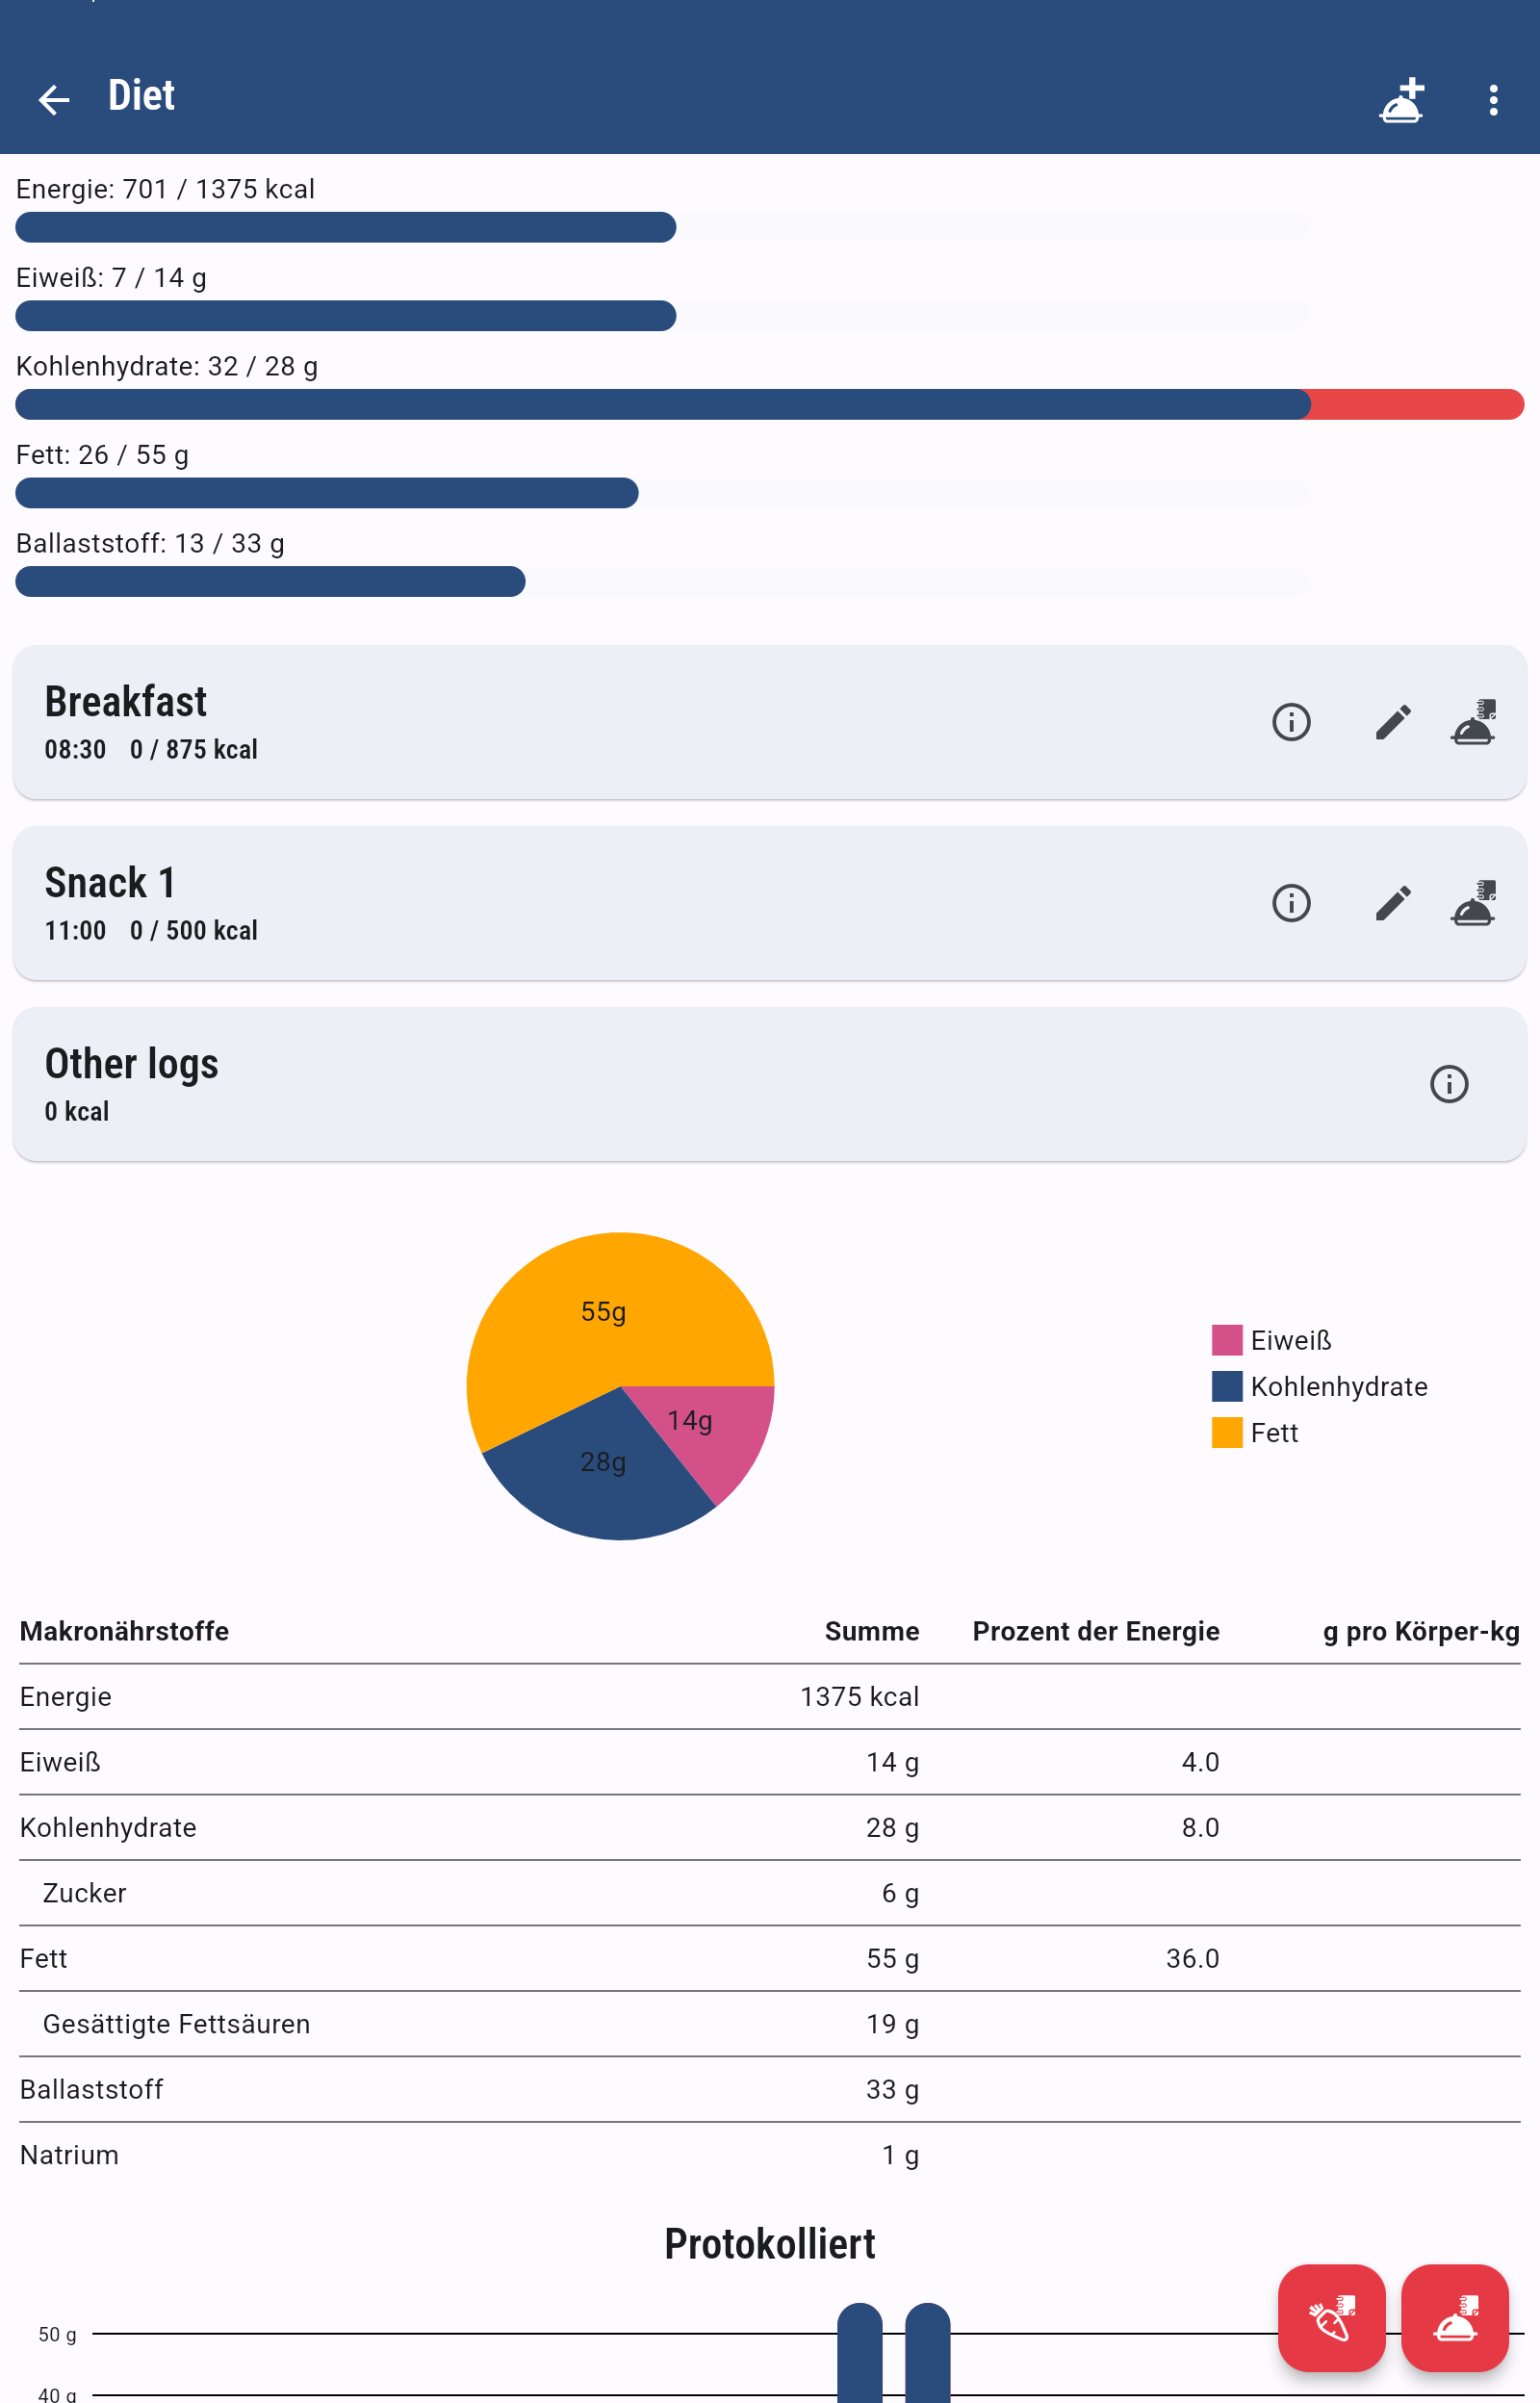 Diet
Energie: 701 / 1375 kcal
Eiweiß: 7 / 14 g
Kohlenhydrate: 32 / 28 g
Fett: 26 / 55 g
Ballaststoff: 13 / 33 g
Breakfast
08:30 0 / 875 kcal
Snack 1
11:00 0 / 500 kcal
Other logs
0 kcal
55g
14g
28g
Eiweiß
Kohlenhydrate
Fett
Makronährstoffe Summe Prozent der Energie g pro Körper-kg
Energie 1375 kcal
Eiweiß 14 g 4.0
Kohlenhydrate 28 g 8.0
Zucker 6 g
Fett 55 g 36.0
Gesättigte Fettsäuren 19 g
Ballaststoff 33 g
Natrium 1 g
Protokolliert
50 g
40 g